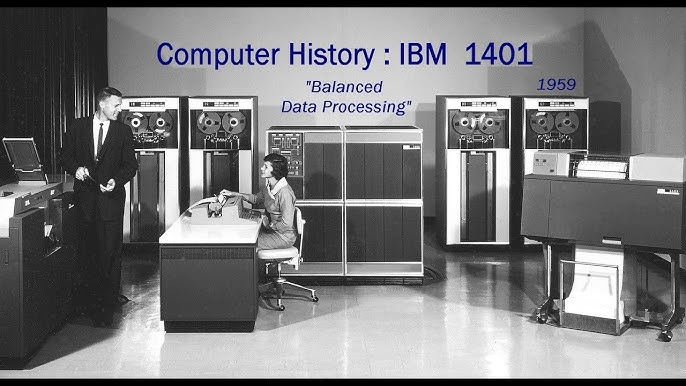 Computer History : IBM 1401
"Balanced
Data Processing"
1959